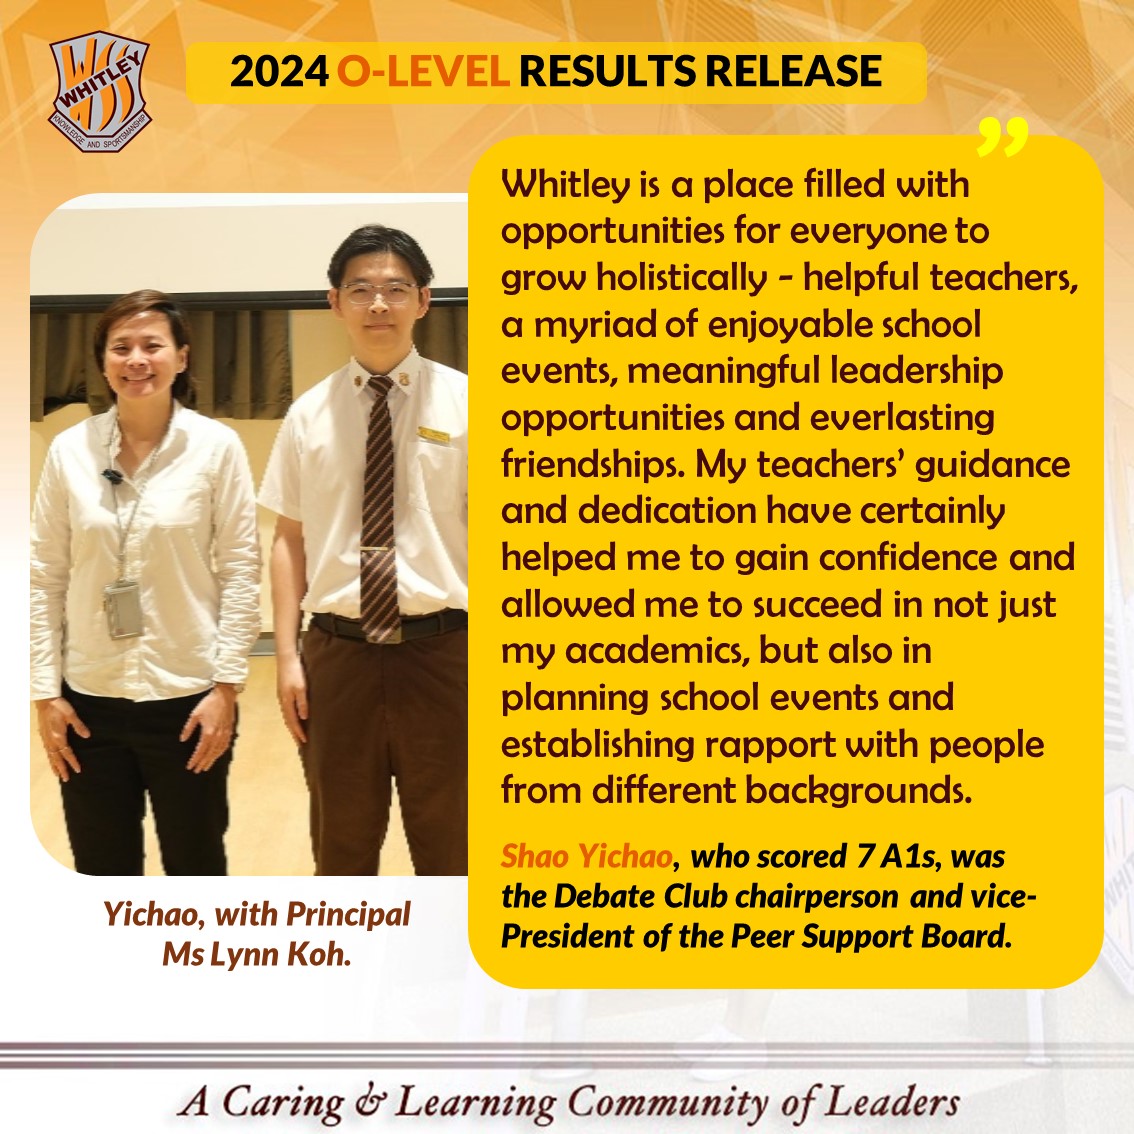 WHITLEY
KNOWLEDGE AND SPORTSMANSHIP
2024 O-LEVEL RESULTS RELEASE
”
Whitley is a place filled with
opportunities for everyone to
grow holistically - helpful teachers,
a myriad of enjoyable school
events, meaningful leadership
opportunities and everlasting
friendships. My teachers’ guidance
and dedication have certainly
helped me to gain confidence and
allowed me to succeed in not just
my academics, but also in
planning school events and
establishing rapport with people
from different backgrounds.
Shao Yichao, who scored 7 A1s, was
the Debate Club chairperson and vice-
President of the Peer Support Board.
Yichao, with Principal
Ms Lynn Koh.
A Caring & Learning Community of Leaders